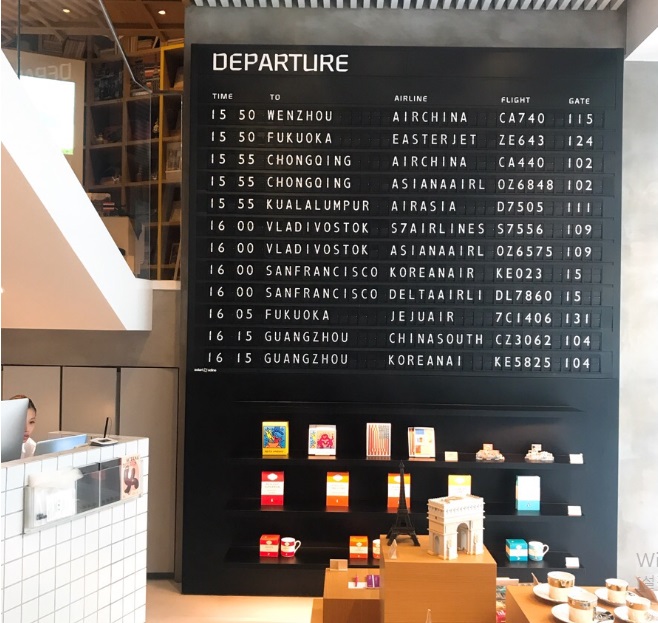 DEPARTURE
TIME TO AIRLINE FLIGHT GATE
15 50 WENZHOU AIRCHINA CA740 115
15 50 FUKUOKA EASTERJET ZE643 124
15 55 CHONGQING AIRCHINA CA440 102
15 55 CHONGQING ASIANAAIRL OZ6848 102
15 55 KUALALUMPUR AIRASIA D7505 111
16 00 VLADIVOSTOK S7AIRLINES S7556 109
16 00 VLADIVOSTOK ASIANAAIRL OZ6575 109
16 00 SANFRANCISCO KOREANAIR KE023 15
16 00 SANFRANCISCO DELTAAIRLI DL7860 15
16 05 FUKUOKA JEJUAIR 7C1406 131
16 15 GUANGZHOU CHINASOUTH CZ3062 104
16 15 GUANGZHOU KOREANAI KE5825 104